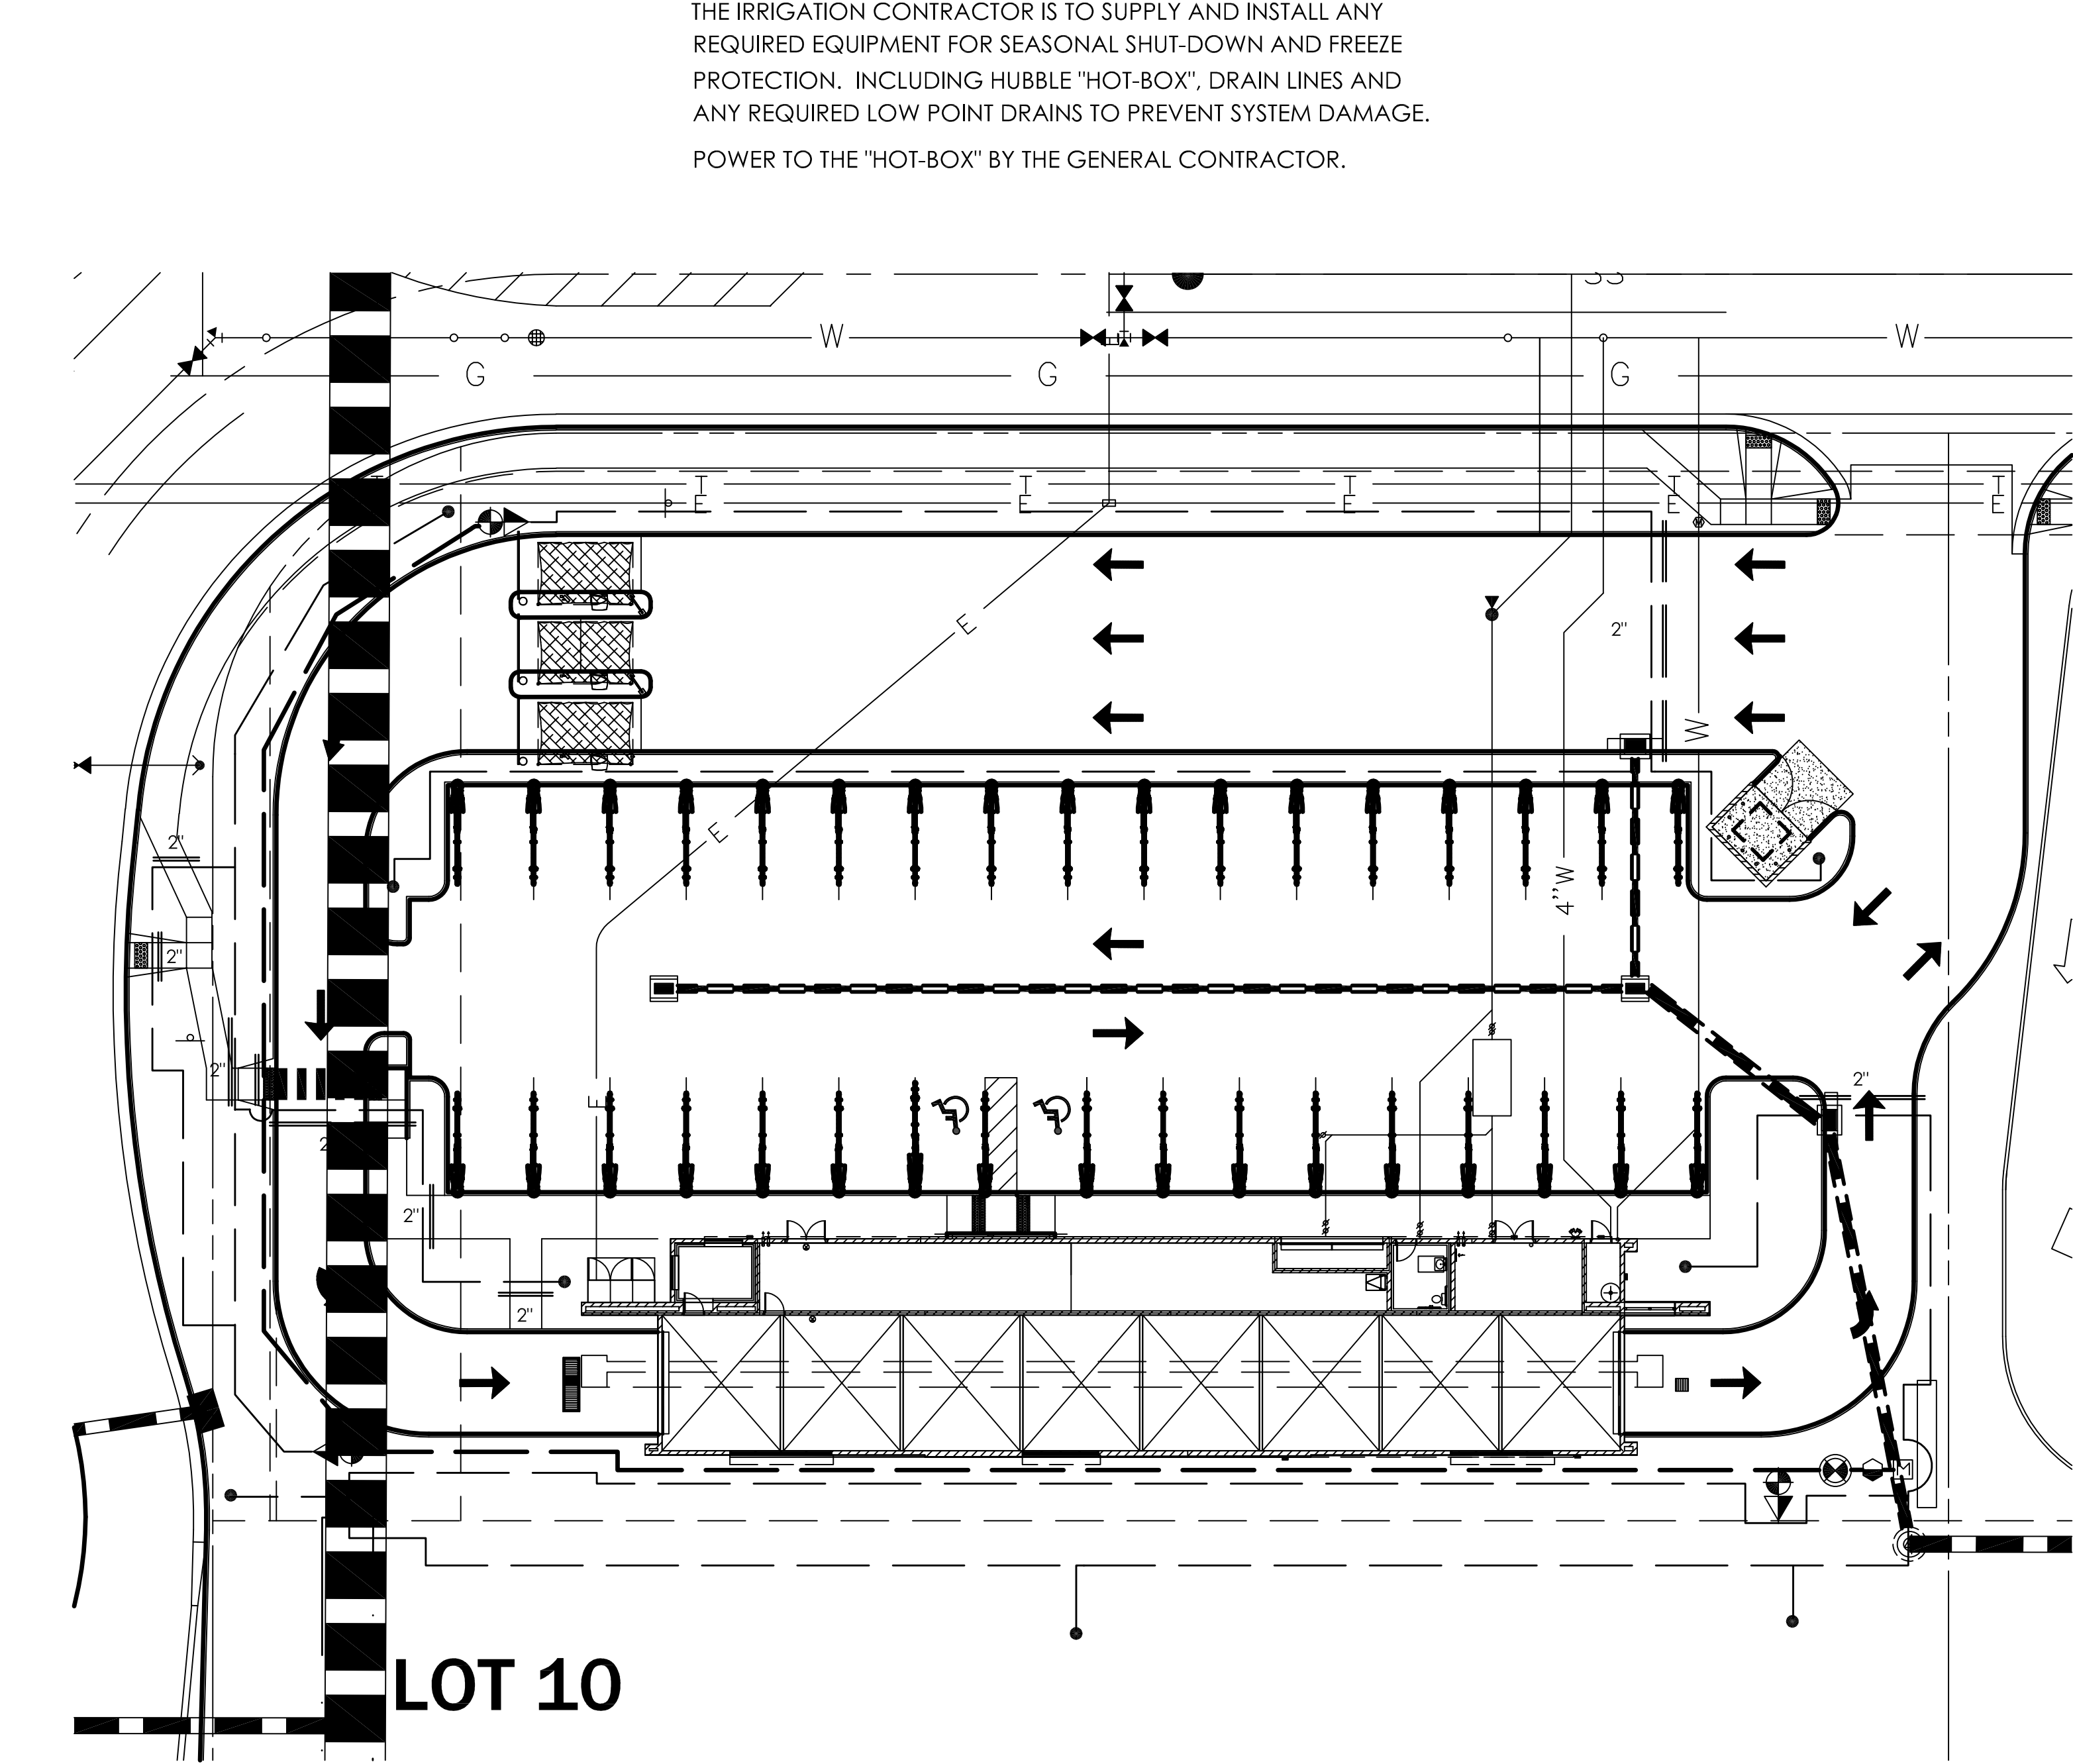 THE IRRIGATION CONTRACTOR IS TO SUPPLY AND INSTALL ANY
REQUIRED EQUIPMENT FOR SEASONAL SHUT-DOWN AND FREEZE
PROTECTION. INCLUDING HUBBLE "HOT-BOX", DRAIN LINES AND
ANY REQUIRED LOW POINT DRAINS TO PREVENT SYSTEM DAMAGE.
POWER TO THE "HOT-BOX" BY THE GENERAL CONTRACTOR.
W
W
G
G
G
T
T
T
T
T
E
E
E
E
E
E
2"
W
E
2"
4"W
2"
2"
2"
E
2"
2"
M
LOT 10